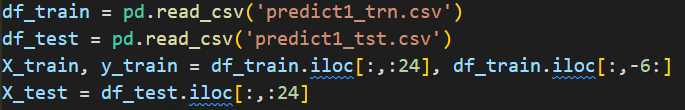 df_train = pd.read_csv('predict1_trn.csv')
df_test = pd.read_csv('predict1_tst.csv')
X_train, y_train = df_train.iloc[:,:24], df_train.iloc[:,-6:]
X_test = df_test.iloc[:,:24]